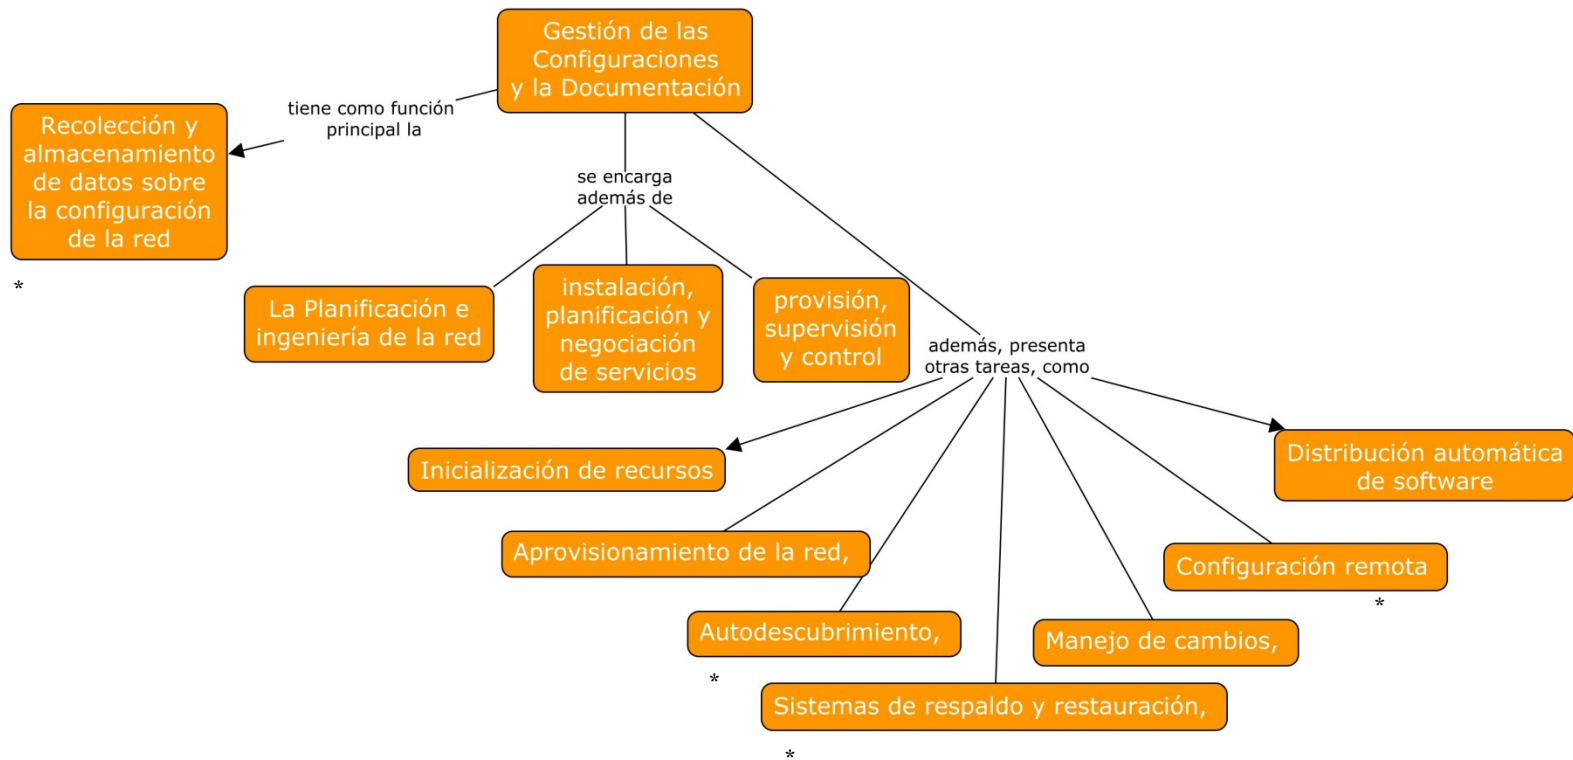 Gestión de las
Configuraciones
y la Documentación
tiene como función
principal la
Recolección y
almacenamiento
de datos sobre
la configuración
de la red
*
se encarga
además de
La Planificación e
ingeniería de la red
instalación,
planificación y
negociación
de servicios
provisión,
supervisión
y control
además, presenta
otras tareas, como
Inicialización de recursos
Distribución automática
de software
Aprovisionamiento de la red,
Configuración remota
*
Autodescubrimiento,
*
Manejo de cambios,
Sistemas de respaldo y restauración,
*